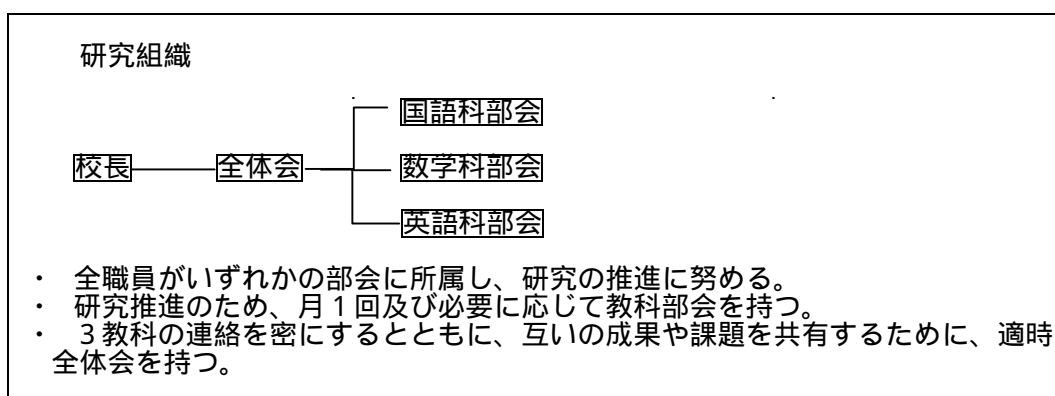 研究組織
国語科部会
校長 全体会 数学科部会
英語科部会
・ 全職員がいずれかの部会に所属し、研究の推進に努める。
・ 研究推進のため、月１回及び必要に応じて教科部会を持つ。
・ ３教科の連絡を密にするとともに、互いの成果や課題を共有するために、適時
全体会を持つ。